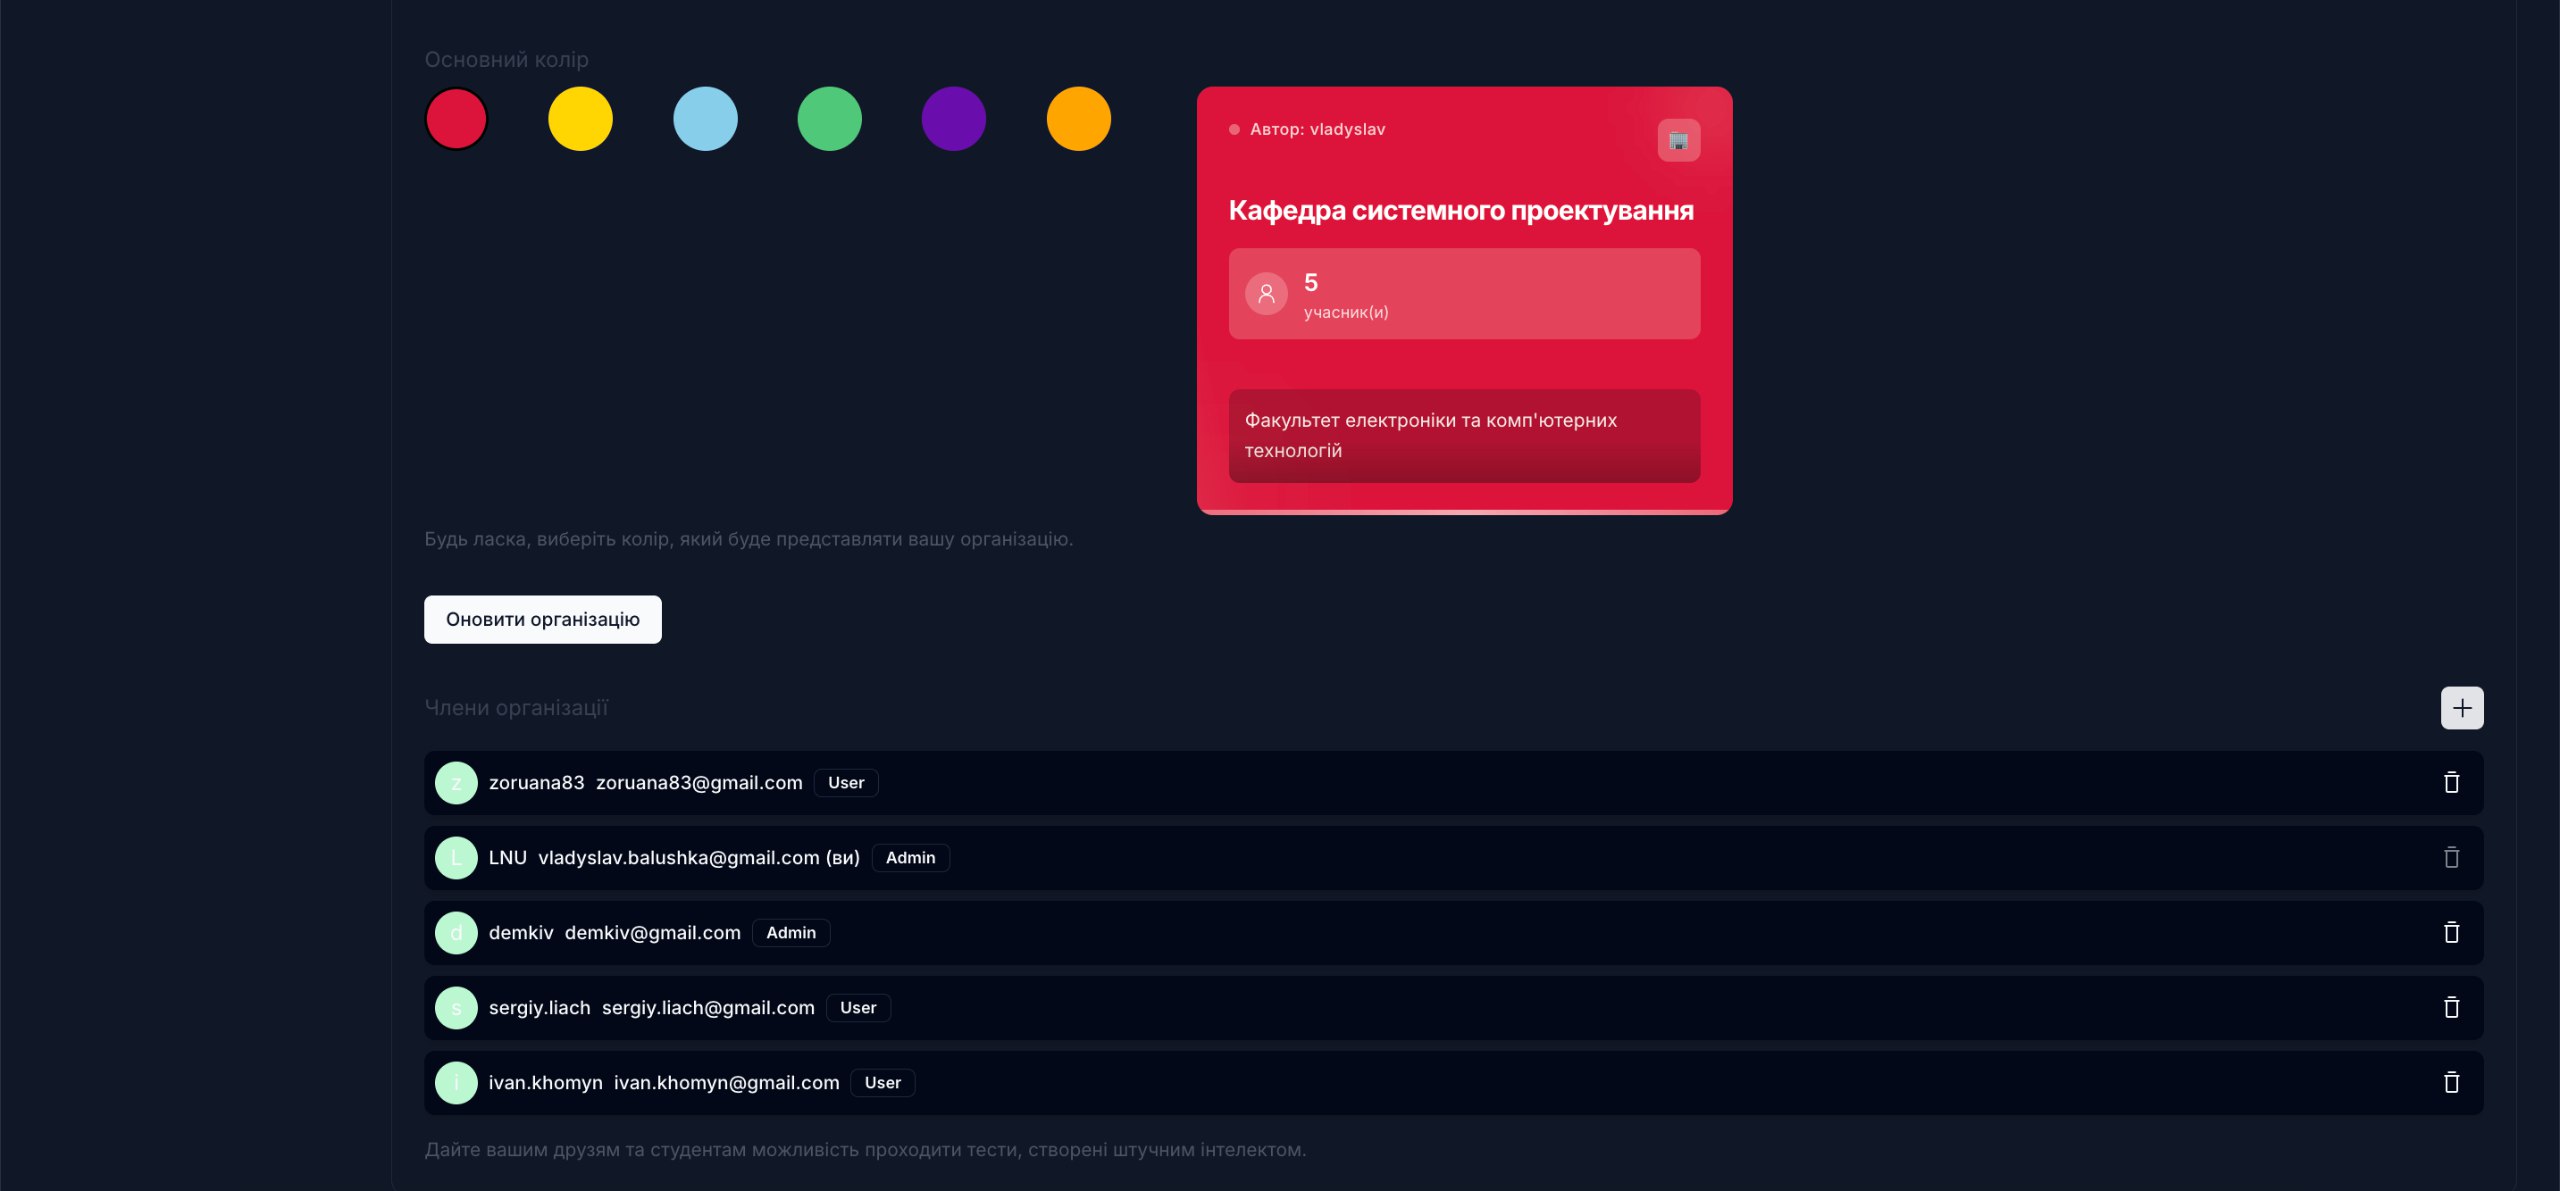 Основний колір
Автор: vladyslav
Кафедра системного проектування
5
учасник(и)
Факультет електроніки та комп'ютерних
технологій
Будь ласка, виберіть колір, який буде представляти вашу організацію.
Оновити організацію
Члени організації
z zoruana83 zoruana83@gmail.com User
L LNU vladyslav.balushka@gmail.com (ви) Admin
d demkiv demkiv@gmail.com Admin
s sergiy.liach sergiy.liach@gmail.com User
i ivan.khomyn ivan.khomyn@gmail.com User
Дайте вашим друзям та студентам можливість проходити тести, створені штучним інтелектом.